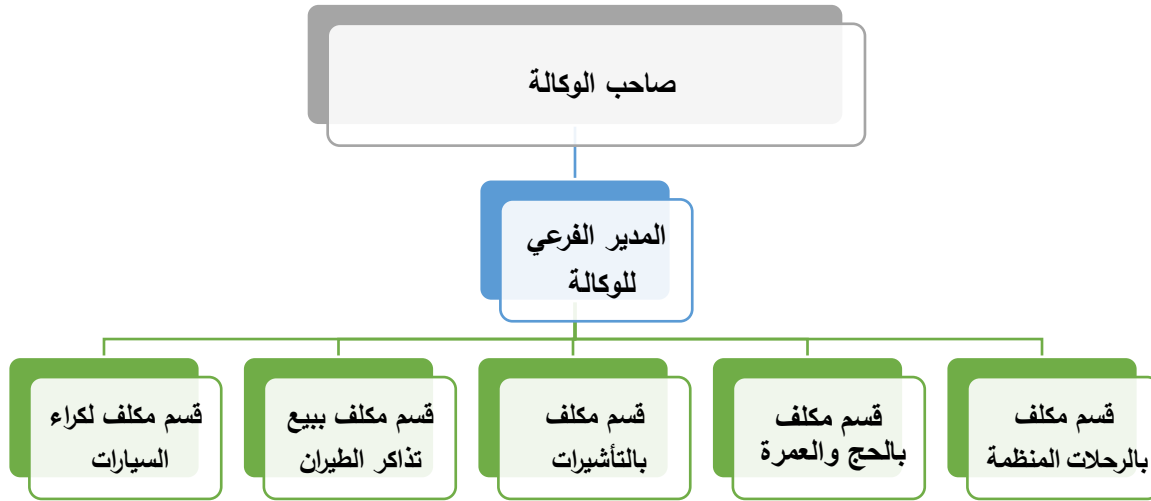 صاحب الوكالة
المدير الفرعي
للوكالة
قسم مكلف
بالرحلات المنظمة
قسم مكلف
بالحج والعمرة
قسم مكلف
بالتأشيرات
قسم مكلف ببيع
تذاكر الطيران
قسم مكلف لكراء
السيارات